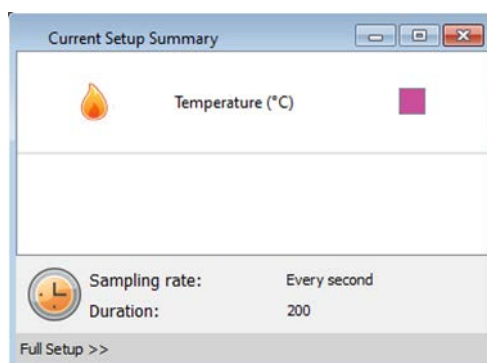 Current Setup Summary
Temperature (°C)
Sampling rate: Every second
Duration: 200
Full Setup >>